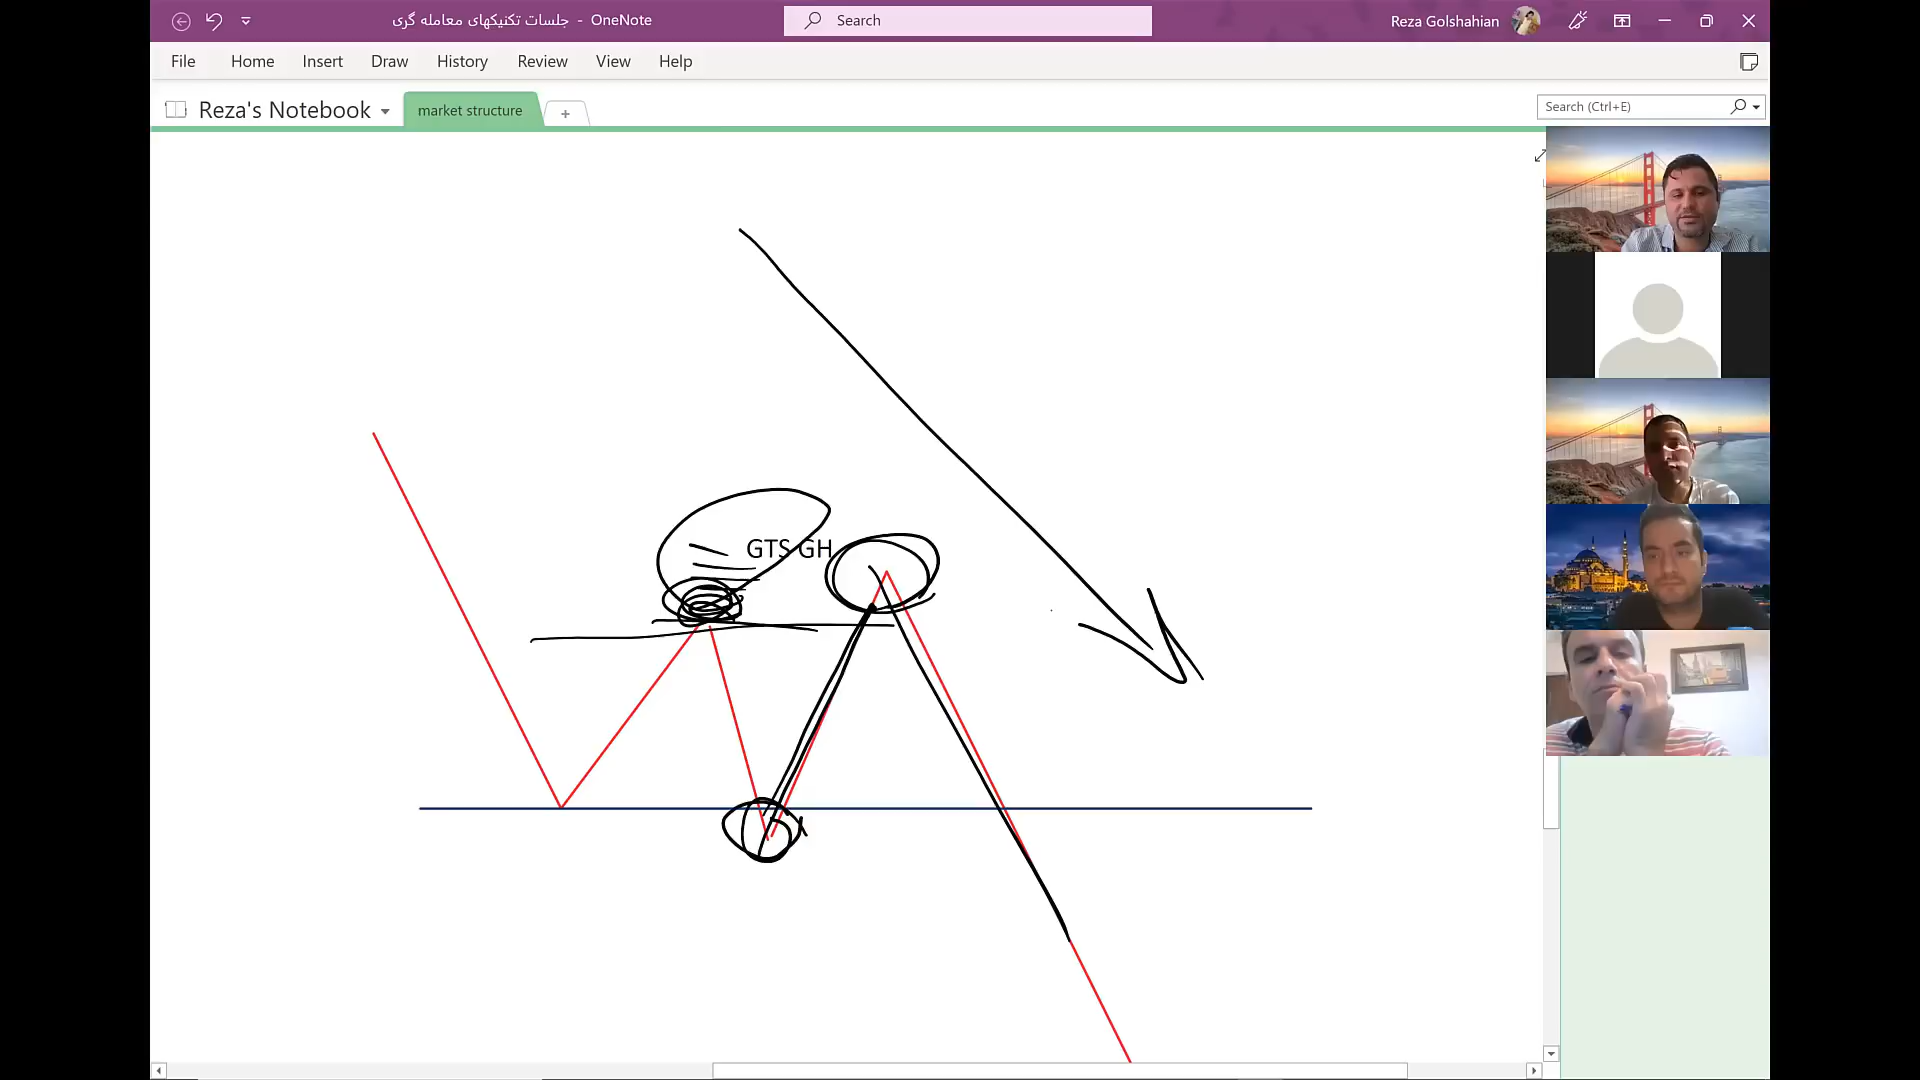 جلسات تکنیکهای معامله گری - OneNote
Search
Reza Golshahian
File Home Insert Draw History Review View Help
Reza's Notebook
market structure
Search (Ctrl+E)
GTS GH